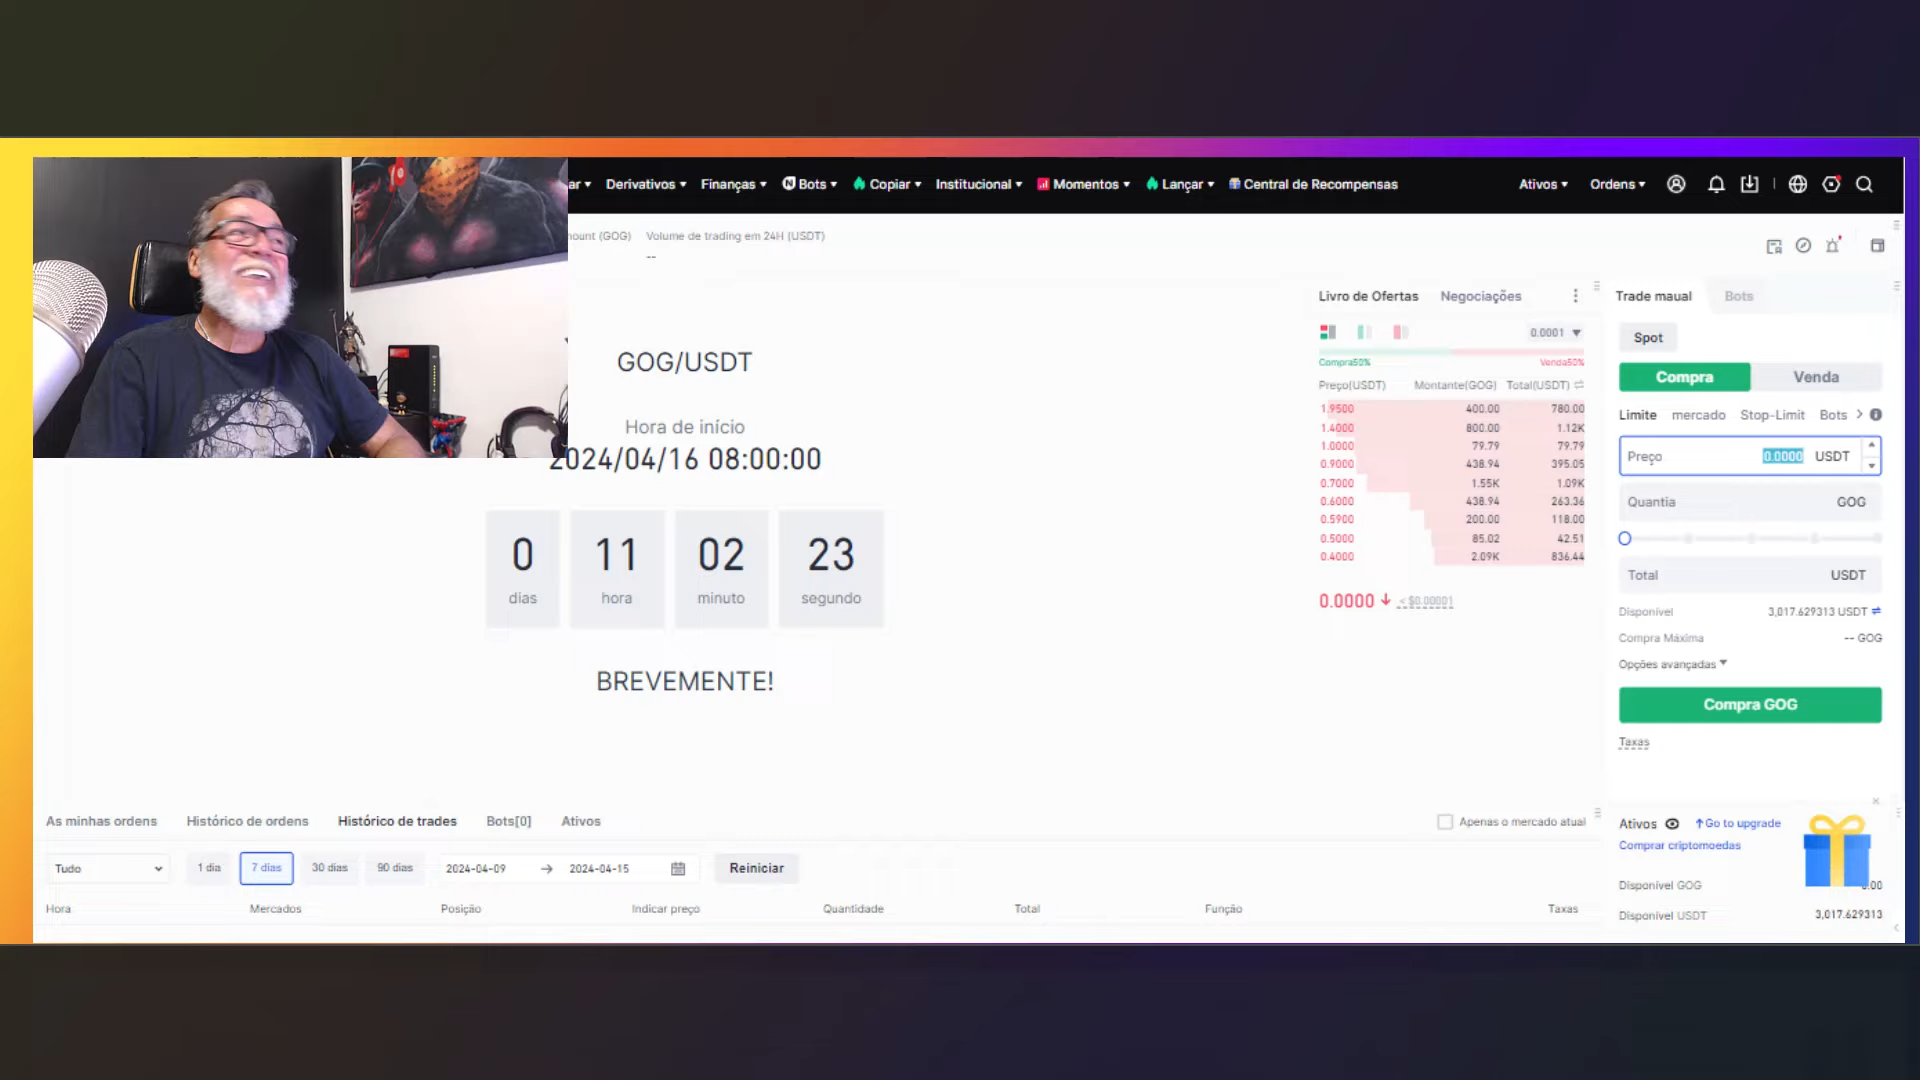 ar
Derivativos
Finanças
Bots
Copiar
Institucional
Momentos
Lançar
Central de Recompensas
Ativos
Ordens
ount (GOG)
Volume de trading em 24H (USDT)
--
GOG/USDT
Hora de início
2024/04/16 08:00:00
0 11 02 23
dias hora minuto segundo
BREVEMENTE!
Livro de Ofertas Negociações
0.0001
Compra50% Venda50%
Preço(USDT) Montante(GOG) Total(USDT)
1.9500 400.00 780.00
1.4000 800.00 1.12K
1.0000 79.79 79.79
0.9000 438.94 395.05
0.7000 1.55K 1.09K
0.6000 438.94 263.36
0.5900 200.00 118.00
0.5000 85.02 42.51
0.4000 2.09K 836.44
0.0000 < $0.00001
Trade maual Bots
Spot
Compra Venda
Limite mercado Stop-Limit Bots
Preço 0.0000 USDT
Quantia GOG
Total USDT
Disponível 3,017.629313 USDT
Compra Máxima -- GOG
Opções avançadas
Compra GOG
Taxas
As minhas ordens Histórico de ordens Histórico de trades Bots[0] Ativos
Apenas o mercado atual
Tudo 1 dia 7 dias 30 dias 90 dias 2024-04-09 → 2024-04-15 Reiniciar
Hora Mercados Posição Indicar preço Quantidade Total Função Taxas
Ativos Go to upgrade
Comprar criptomoedas
Disponível GOG .00
Disponível USDT 3,017.629313